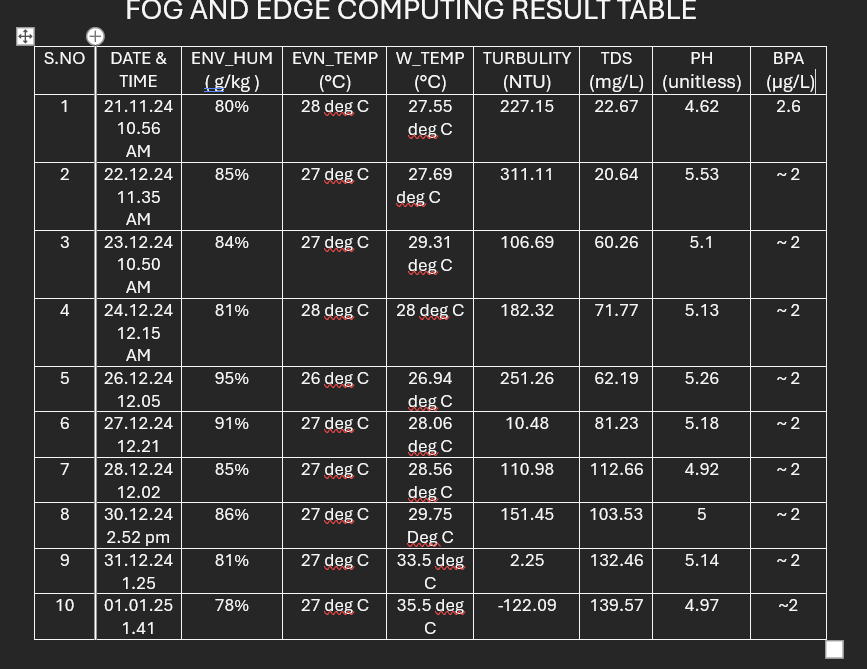 FOG AND EDGE COMPUTING RESULT TABLE
S.NO DATE & TIME ENV_HUM ( g/kg ) EVN_TEMP (°C) W_TEMP (°C) TURBULITY (NTU) TDS (mg/L) PH (unitless) BPA (µg/L)
1 21.11.24 10.56 AM 80% 28 deg C 27.55 deg C 227.15 22.67 4.62 2.6
2 22.12.24 11.35 AM 85% 27 deg C 27.69 deg C 311.11 20.64 5.53 ~ 2
3 23.12.24 10.50 AM 84% 27 deg C 29.31 deg C 106.69 60.26 5.1 ~ 2
4 24.12.24 12.15 AM 81% 28 deg C 28 deg C 182.32 71.77 5.13 ~ 2
5 26.12.24 12.05 95% 26 deg C 26.94 deg C 251.26 62.19 5.26 ~ 2
6 27.12.24 12.21 91% 27 deg C 28.06 deg C 10.48 81.23 5.18 ~ 2
7 28.12.24 12.02 85% 27 deg C 28.56 deg C 110.98 112.66 4.92 ~ 2
8 30.12.24 2.52 pm 86% 27 deg C 29.75 Deg C 151.45 103.53 5 ~ 2
9 31.12.24 1.25 81% 27 deg C 33.5 deg C 2.25 132.46 5.14 ~ 2
10 01.01.25 1.41 78% 27 deg C 35.5 deg C -122.09 139.57 4.97 ~2